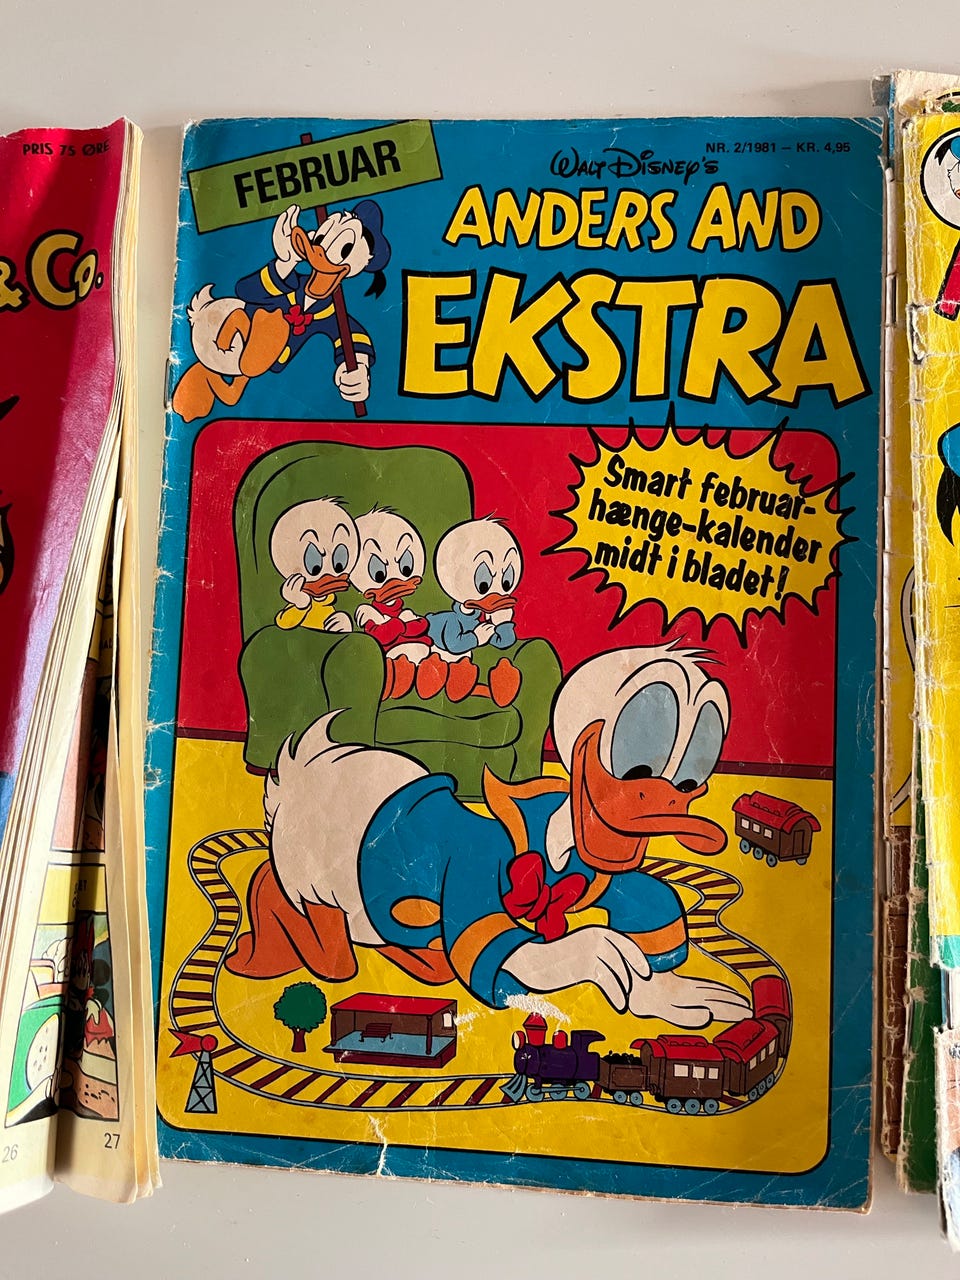 PRIS 75 ØRE
& Co.
26
27
FEBRUAR
NR. 2/1981 – KR. 4,95
WALT DISNEY'S
ANDERS AND
EKSTRA
Smart februar-
hænge-kalender
midt i bladet!